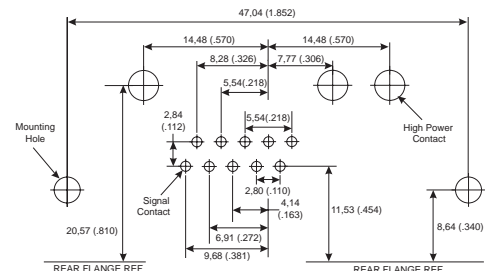 47,04 (1.852)
14,48 (.570)
14,48 (.570)
8,28 (.326)
7,77 (.306)
5,54(.218)
5,54(.218)
2,84
(.112)
Mounting
Hole
High Power
Contact
Signal
Contact
2,80 (.110)
4,14
(.163)
11,53 (.454)
8,64 (.340)
20,57 (.810)
6,91 (.272)
9,68 (.381)
REAR FLANGE REF.
REAR FLANGE REF.